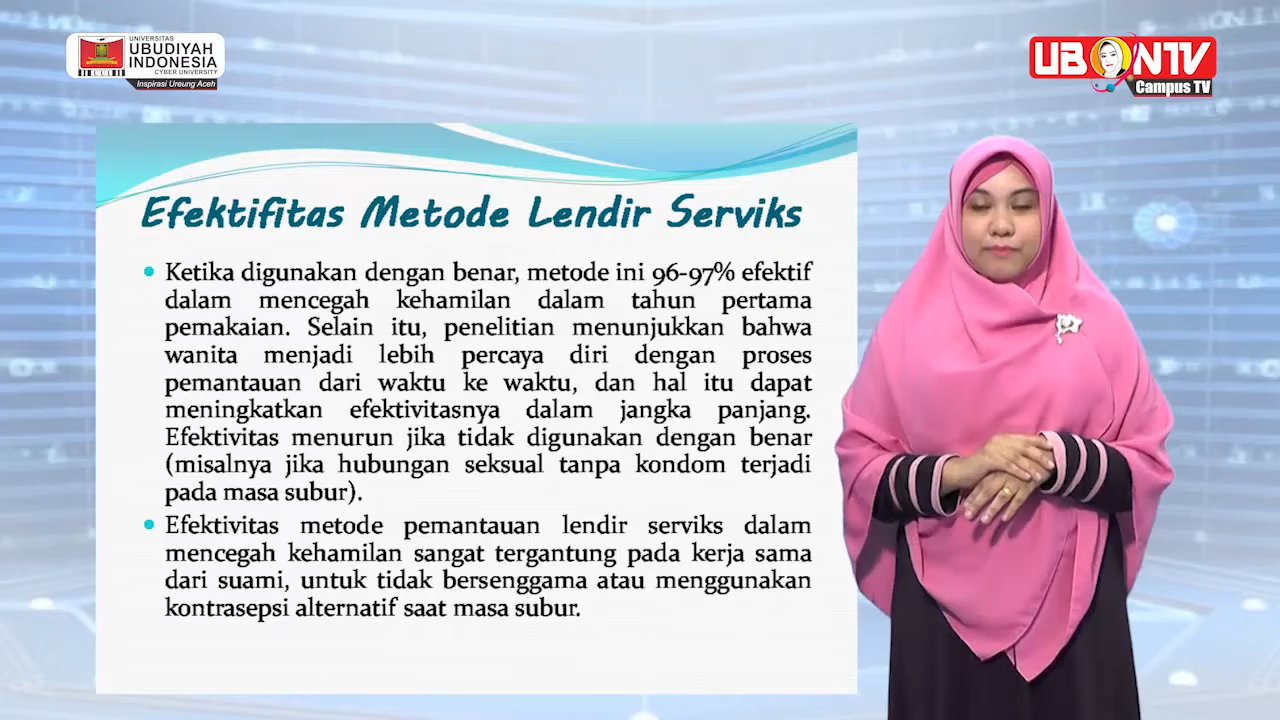 UNIVERSITAS
UBUDIYAH
INDONESIA
CYBER UNIVERSITY
Inspirasi Ureung Aceh
UBONTV
Campus TV
Efektifitas Metode Lendir Serviks
Ketika digunakan dengan benar, metode ini 96-97% efektif
dalam mencegah kehamilan dalam tahun pertama
pemakaian. Selain itu, penelitian menunjukkan bahwa
wanita menjadi lebih percaya diri dengan proses
pemantauan dari waktu ke waktu, dan hal itu dapat
meningkatkan efektivitasnya dalam jangka panjang.
Efektivitas menurun jika tidak digunakan dengan benar
(misalnya jika hubungan seksual tanpa kondom terjadi
pada masa subur).
Efektivitas metode pemantauan lendir serviks dalam
mencegah kehamilan sangat tergantung pada kerja sama
dari suami, untuk tidak bersenggama atau menggunakan
kontrasepsi alternatif saat masa subur.